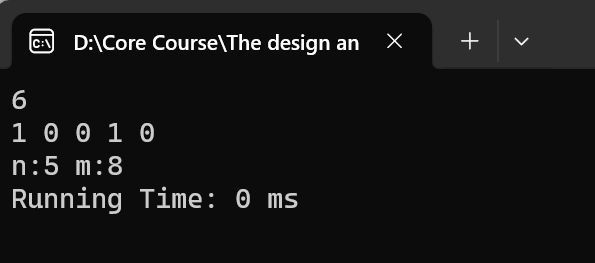 D:\Core Course\The design an
6
1 0 0 1 0
n:5 m:8
Running Time: 0 ms